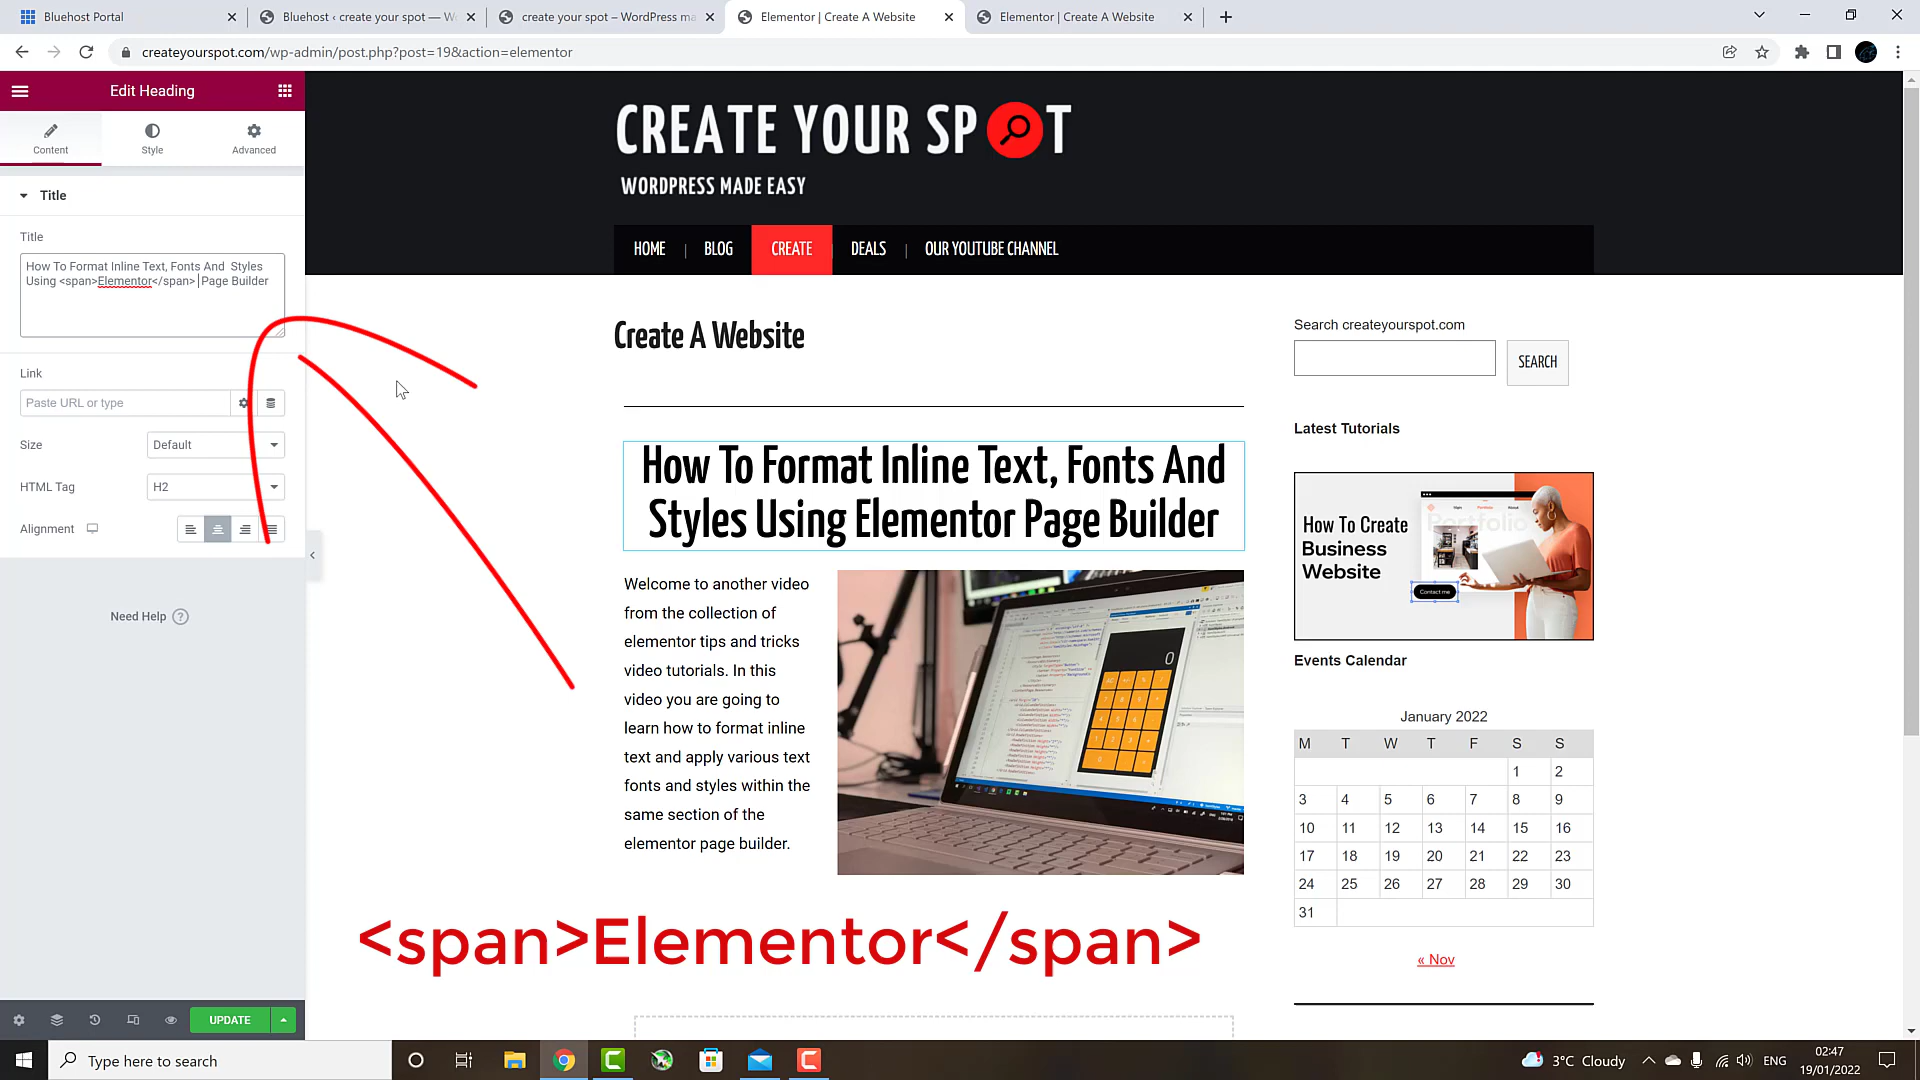 Bluehost Portal
Bluehost ‹ create your spot — W
create your spot – WordPress ma
Elementor | Create A Website
Elementor | Create A Website
createyourspot.com/wp-admin/post.php?post=19&action=elementor
Edit Heading
Content
Style
Advanced
Title
Title
How To Format Inline Text, Fonts And  Styles
Using <span>Elementor</span> Page Builder
Link
Paste URL or type
Size
Default
HTML Tag
H2
Alignment
Need Help
UPDATE
CREATE YOUR SPOT
WORDPRESS MADE EASY
HOME
BLOG
CREATE
DEALS
OUR YOUTUBE CHANNEL
Create A Website
How To Format Inline Text, Fonts And
Styles Using Elementor Page Builder
Welcome to another video
from the collection of
elementor tips and tricks
video tutorials. In this
video you are going to
learn how to format inline
text and apply various text
fonts and styles within the
same section of the
elementor page builder.
<span>Elementor</span>
Search createyourspot.com
SEARCH
Latest Tutorials
How To Create
Business
Website
Portfolio
Contact me
Events Calendar
January 2022
M T W T F S S
1 2
3 4 5 6 7 8 9
10 11 12 13 14 15 16
17 18 19 20 21 22 23
24 25 26 27 28 29 30
31
« Nov
Type here to search
3°C Cloudy
ENG
02:47
19/01/2022